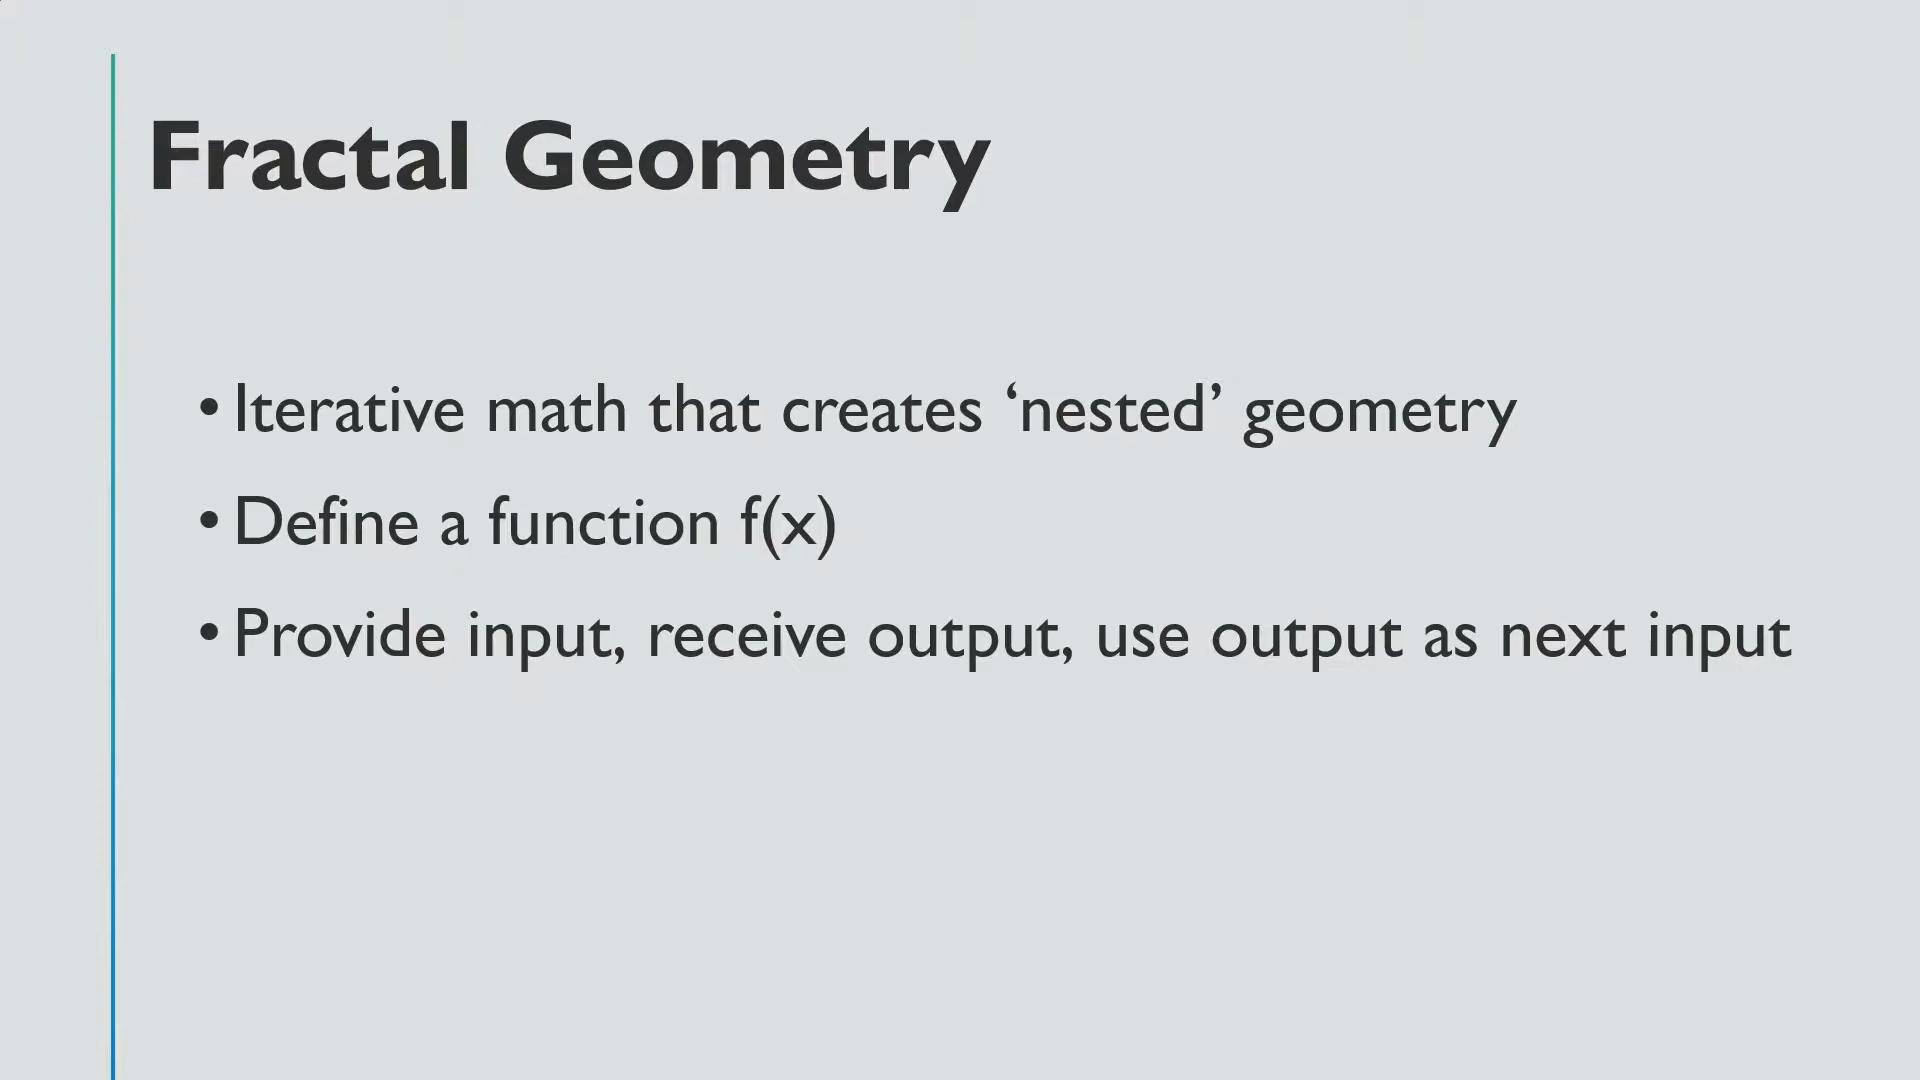 Fractal Geometry
• Iterative math that creates ‘nested’ geometry
• Define a function f(x)
• Provide input, receive output, use output as next input